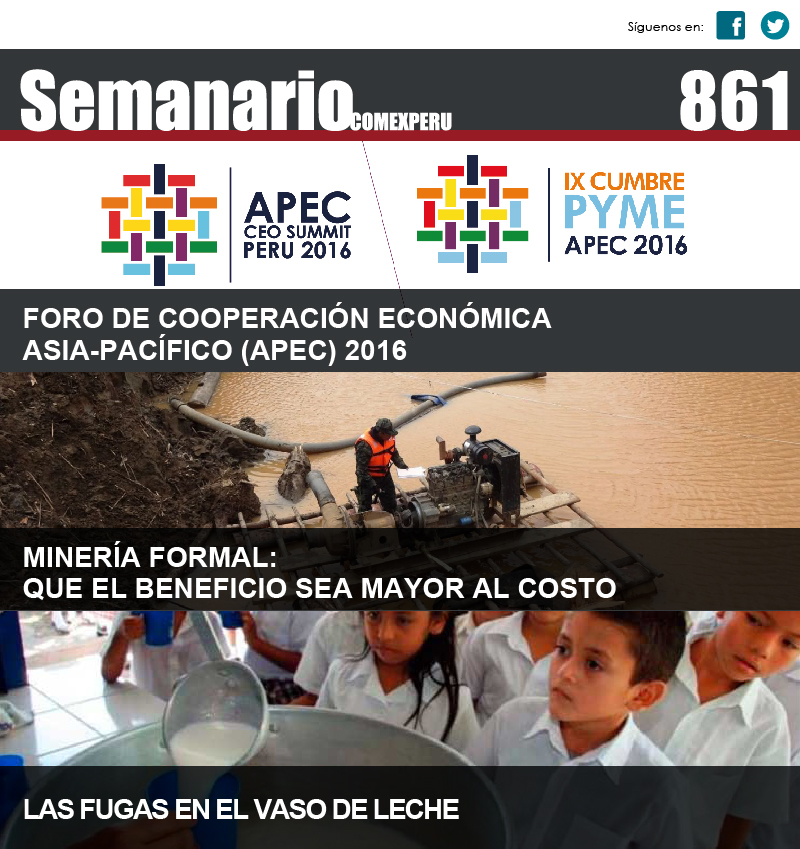 Síguenos en:
Semanario COMEXPERU
861
APEC
CEO SUMMIT
PERU 2016
IX CUMBRE
PYME
APEC 2016
FORO DE COOPERACIÓN ECONÓMICA
ASIA-PACÍFICO (APEC) 2016
MINERÍA FORMAL:
QUE EL BENEFICIO SEA MAYOR AL COSTO
LAS FUGAS EN EL VASO DE LECHE